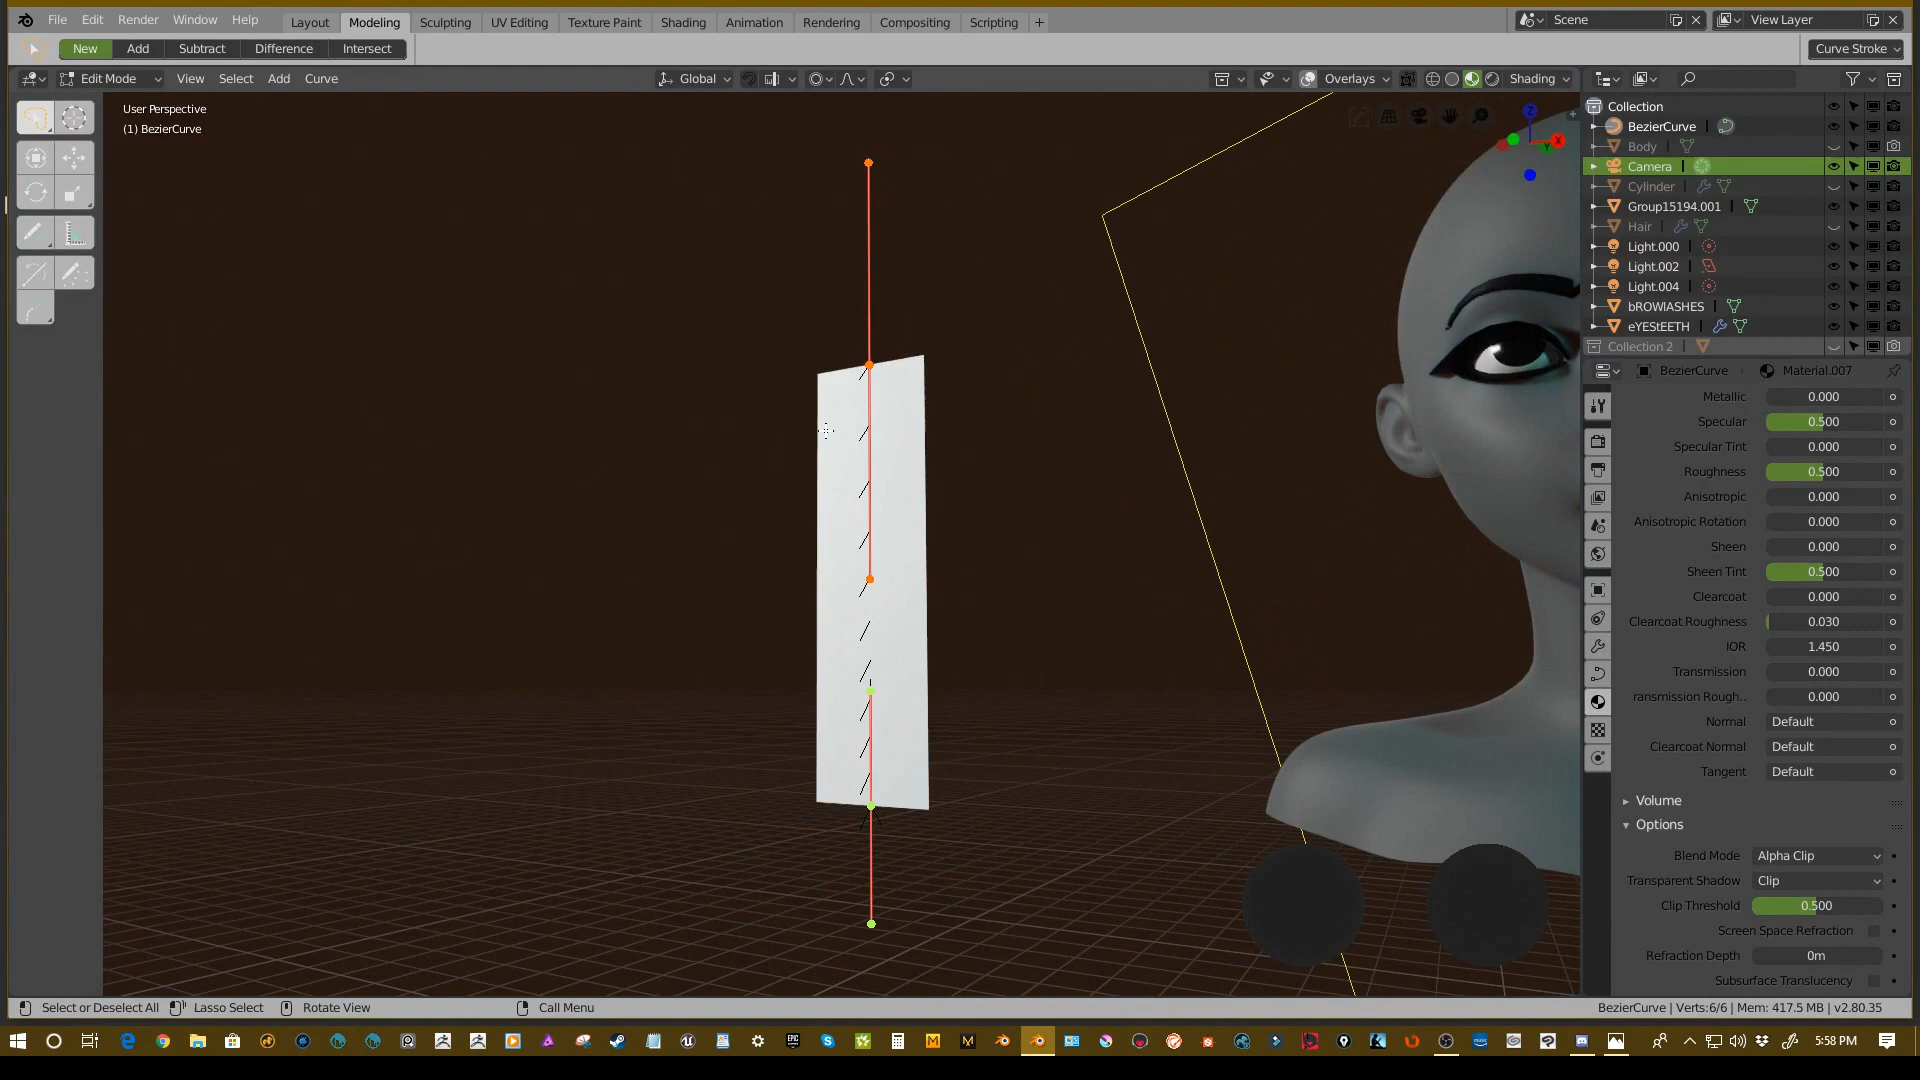 File Edit Render Window Help Layout Modeling Sculpting UV Editing Texture Paint Shading Animation Rendering Compositing Scripting + Scene View Layer
New Add Subtract Difference Intersect Curve Stroke
Edit Mode View Select Add Curve Global Overlays Shading
User Perspective
(1) BezierCurve
Z
X
Y
Collection
BezierCurve
Body
Camera
Cylinder
Group15194.001
Hair
Light.000
Light.002
Light.004
bROWlASHES
eYEStEETH
Collection 2
BezierCurve Material.007
Metallic 0.000
Specular 0.500
Specular Tint 0.000
Roughness 0.500
Anisotropic 0.000
Anisotropic Rotation 0.000
Sheen 0.000
Sheen Tint 0.500
Clearcoat 0.000
Clearcoat Roughness 0.030
IOR 1.450
Transmission 0.000
ransmission Rough.. 0.000
Normal Default
Clearcoat Normal Default
Tangent Default
Volume
Options
Blend Mode Alpha Clip
Transparent Shadow Clip
Clip Threshold 0.500
Screen Space Refraction
Refraction Depth 0m
Subsurface Translucency
Select or Deselect All Lasso Select Rotate View Call Menu BezierCurve | Verts:6/6 | Mem: 417.5 MB | v2.80.35
5:58 PM